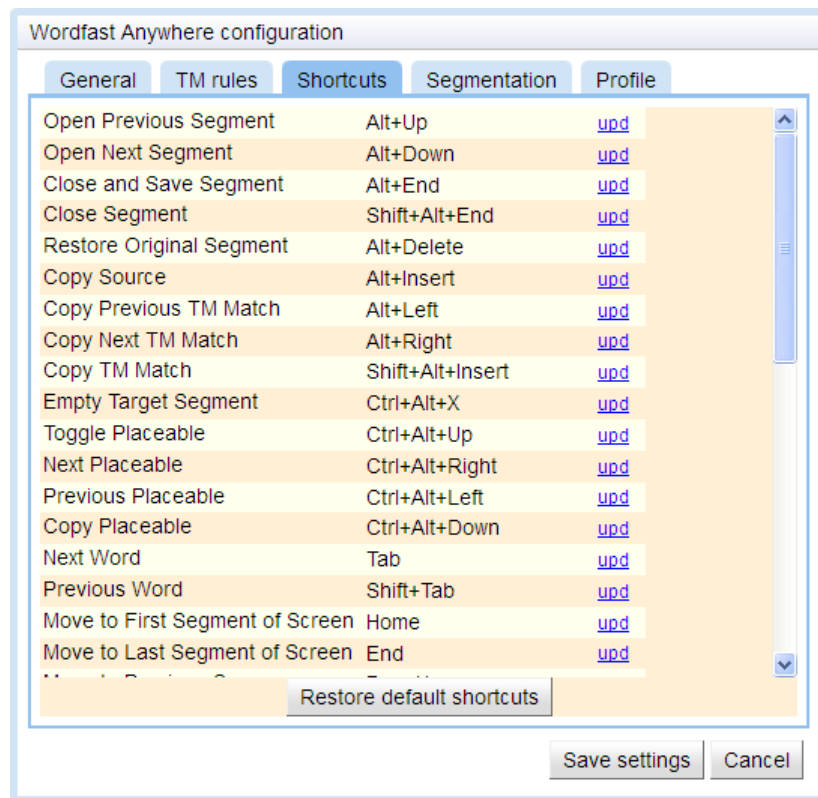 Wordfast Anywhere configuration
General TM rules Shortcuts Segmentation Profile
Open Previous Segment Alt+Up upd
Open Next Segment Alt+Down upd
Close and Save Segment Alt+End upd
Close Segment Shift+Alt+End upd
Restore Original Segment Alt+Delete upd
Copy Source Alt+Insert upd
Copy Previous TM Match Alt+Left upd
Copy Next TM Match Alt+Right upd
Copy TM Match Shift+Alt+Insert upd
Empty Target Segment Ctrl+Alt+X upd
Toggle Placeable Ctrl+Alt+Up upd
Next Placeable Ctrl+Alt+Right upd
Previous Placeable Ctrl+Alt+Left upd
Copy Placeable Ctrl+Alt+Down upd
Next Word Tab upd
Previous Word Shift+Tab upd
Move to First Segment of Screen Home upd
Move to Last Segment of Screen End upd
Restore default shortcuts
Save settings Cancel